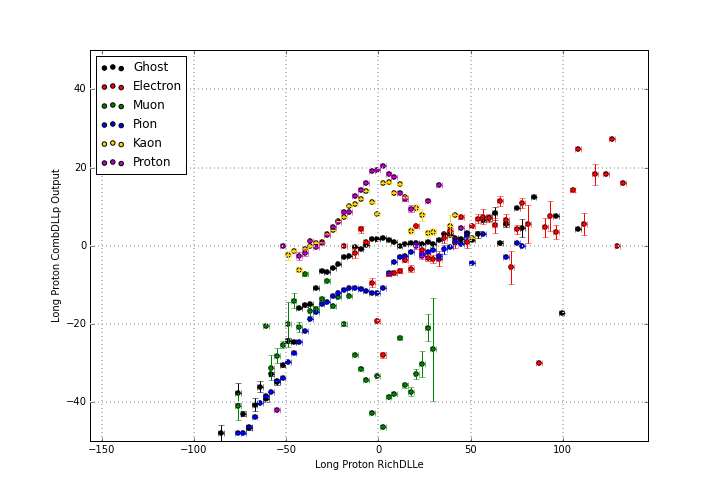 Ghost
Electron
Muon
Pion
Kaon
Proton
Long Proton CombDLLp Output
40
20
0
−20
−40
−150
−100
−50
0
50
100
Long Proton RichDLLe